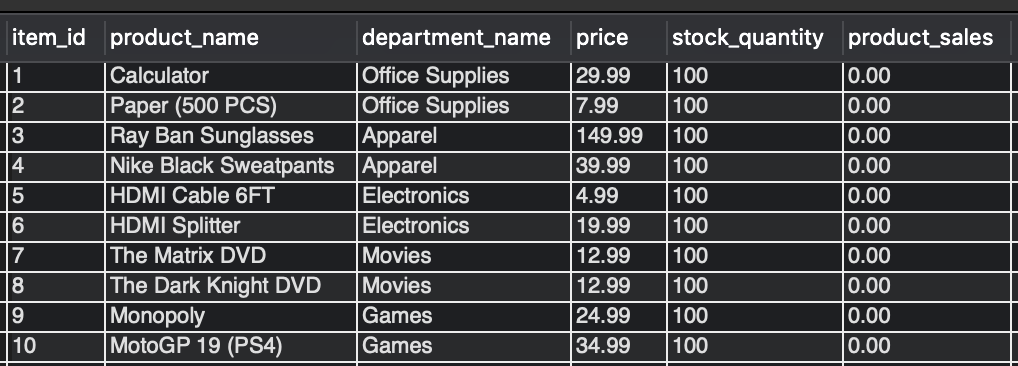 item_id product_name department_name price stock_quantity product_sales
1 Calculator Office Supplies 29.99 100 0.00
2 Paper (500 PCS) Office Supplies 7.99 100 0.00
3 Ray Ban Sunglasses Apparel 149.99 100 0.00
4 Nike Black Sweatpants Apparel 39.99 100 0.00
5 HDMI Cable 6FT Electronics 4.99 100 0.00
6 HDMI Splitter Electronics 19.99 100 0.00
7 The Matrix DVD Movies 12.99 100 0.00
8 The Dark Knight DVD Movies 12.99 100 0.00
9 Monopoly Games 24.99 100 0.00
10 MotoGP 19 (PS4) Games 34.99 100 0.00